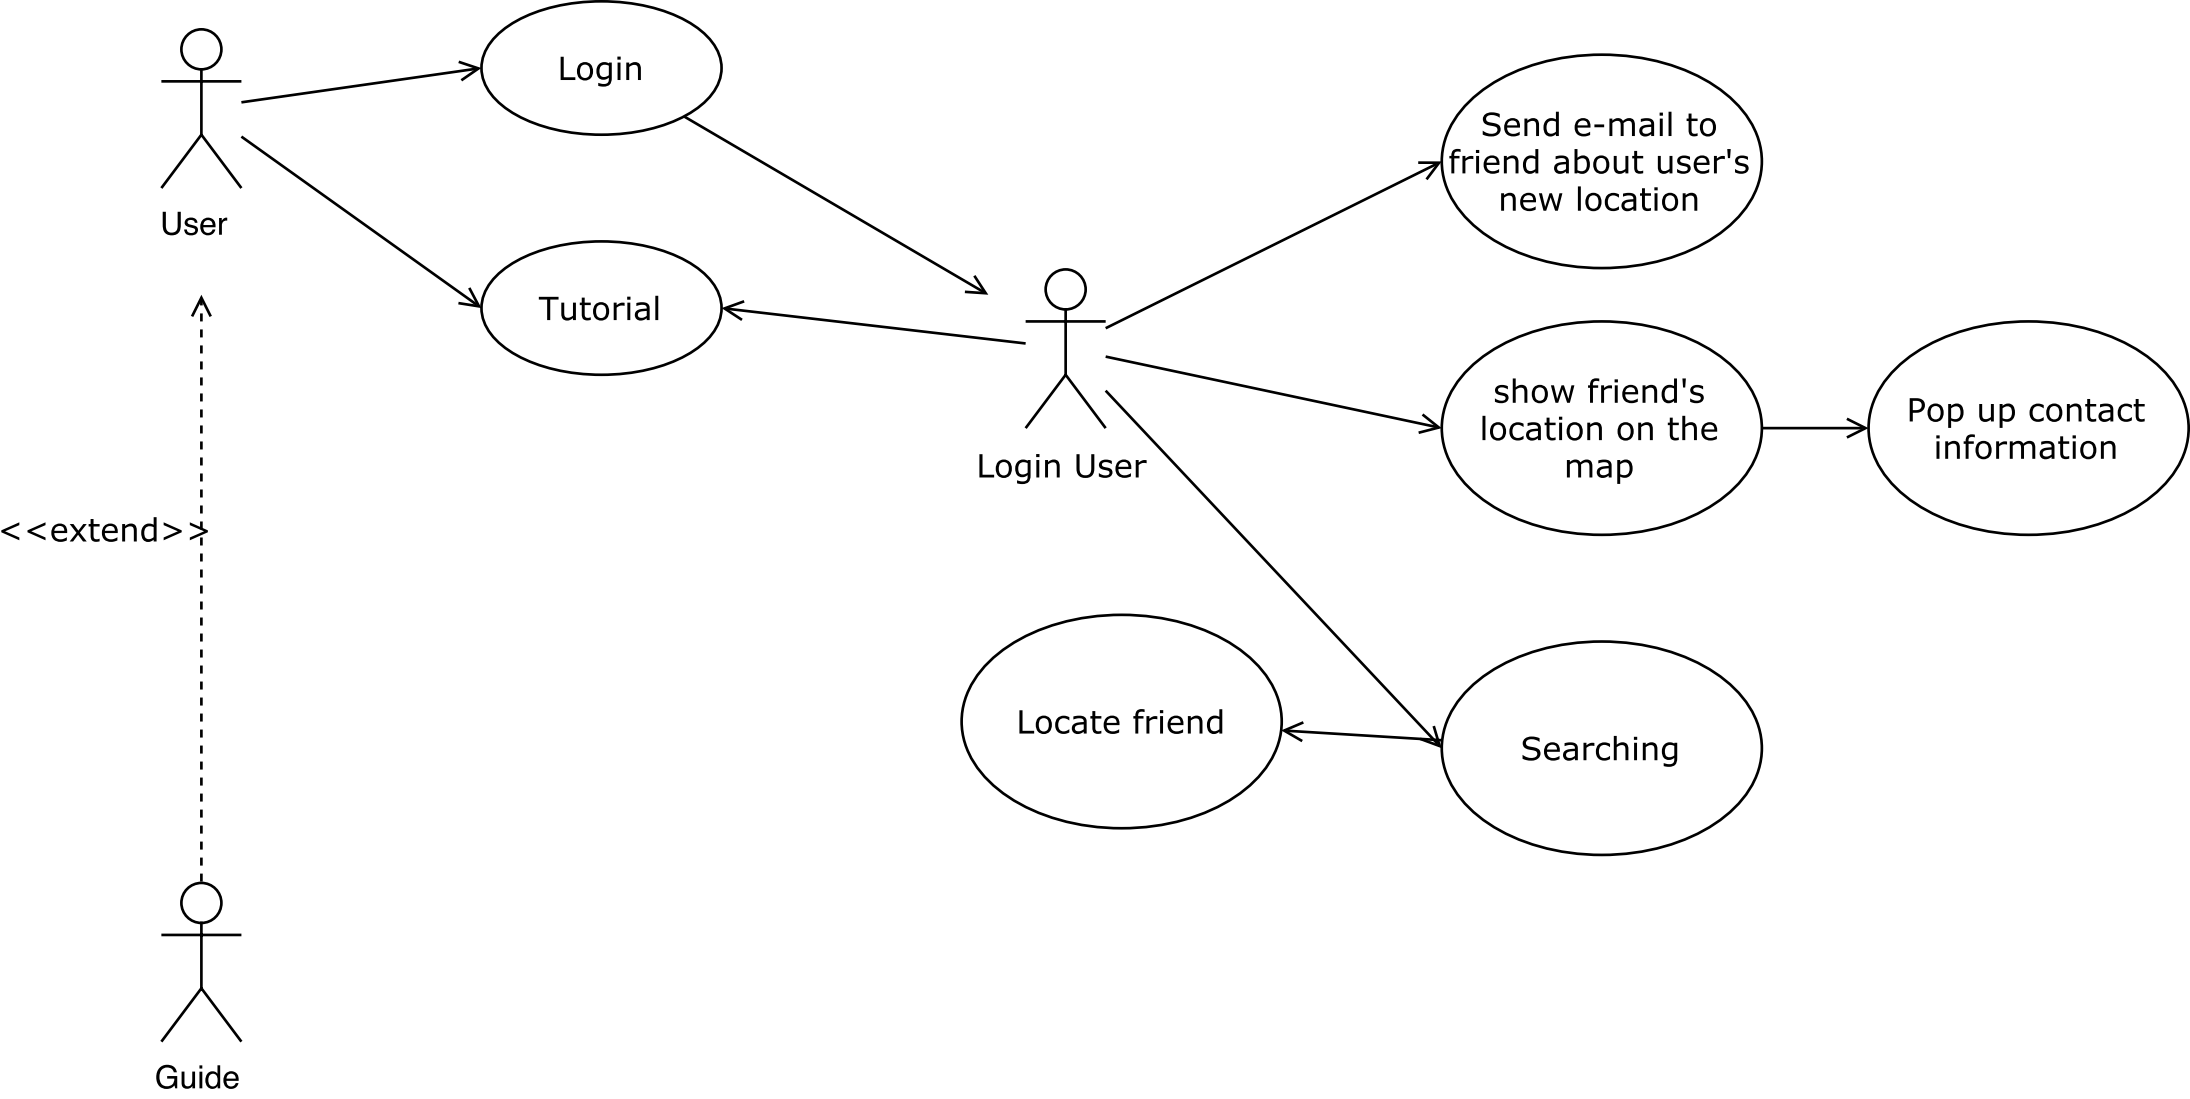 Login
User
Tutorial
Send e-mail to
friend about user's
new location
Login User
show friend's
location on the
map
Pop up contact
information
<<extend>>
Locate friend
Searching
Guide